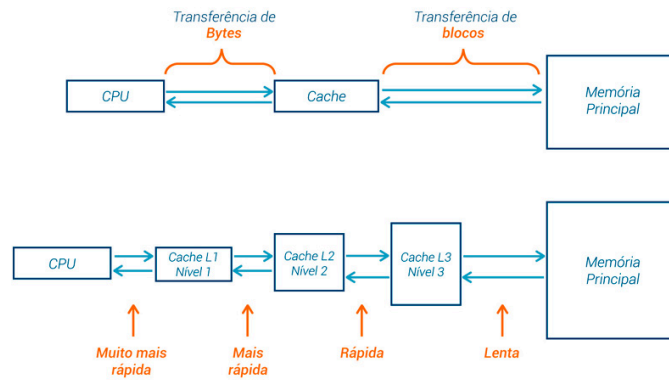 Transferência de
Bytes
Transferência de
blocos
CPU
Cache
Memória
Principal
CPU
Cache L1
Nível 1
Cache L2
Nível 2
Cache L3
Nível 3
Memória
Principal
Muito mais
rápida
Mais
rápida
Rápida
Lenta